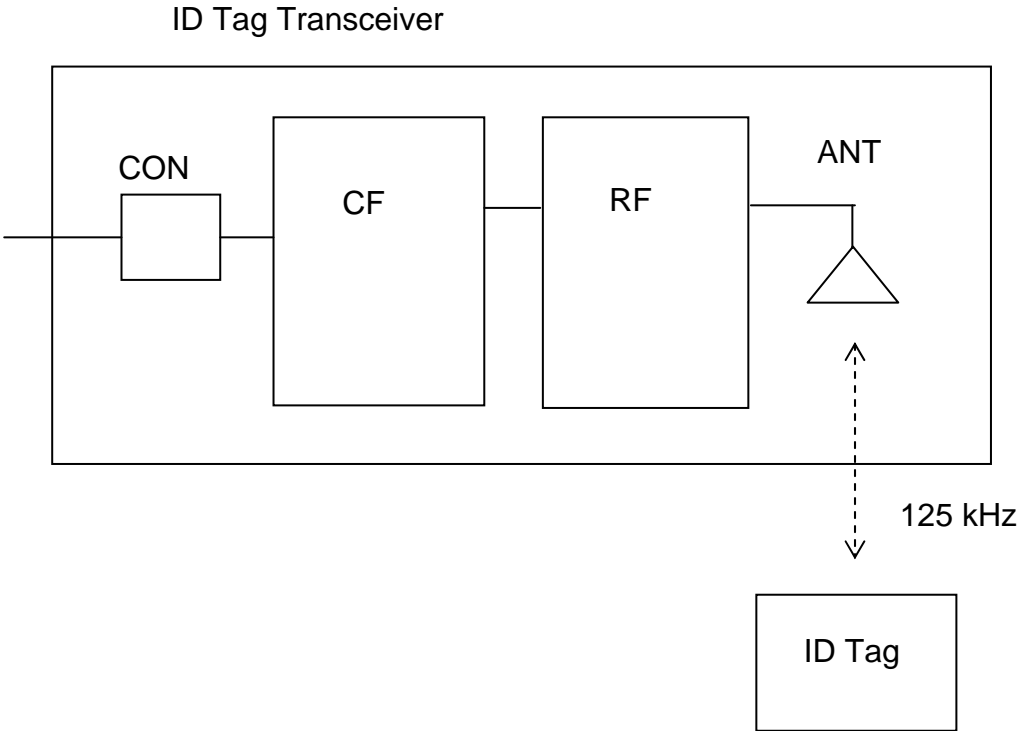 ID Tag Transceiver
CON
CF
RF
ANT
125 kHz
ID Tag